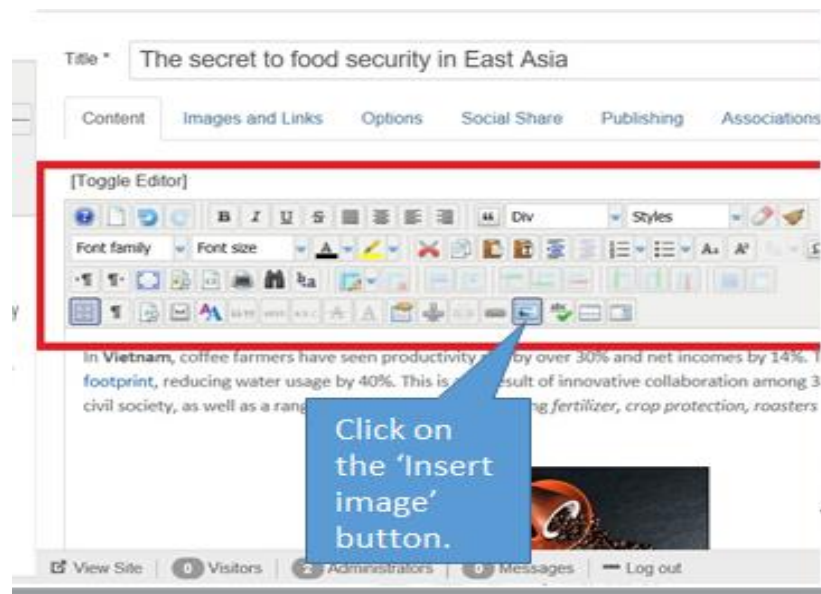 Title * The secret to food security in East Asia
Content Images and Links Options Social Share Publishing Associations
[Toggle Editor]
B I U S Div Styles
Font family Font size A
In Vietnam, coffee farmers have seen productivity by over 30% and net incomes by 14%. T
footprint, reducing water usage by 40%. This is result of innovative collaboration among 3
civil society, as well as a rang ng fertilizer, crop protection, roasters
Click on
the ‘Insert
image’
button.
View Site 0 Visitors 2 Administrators 0 Messages Log out